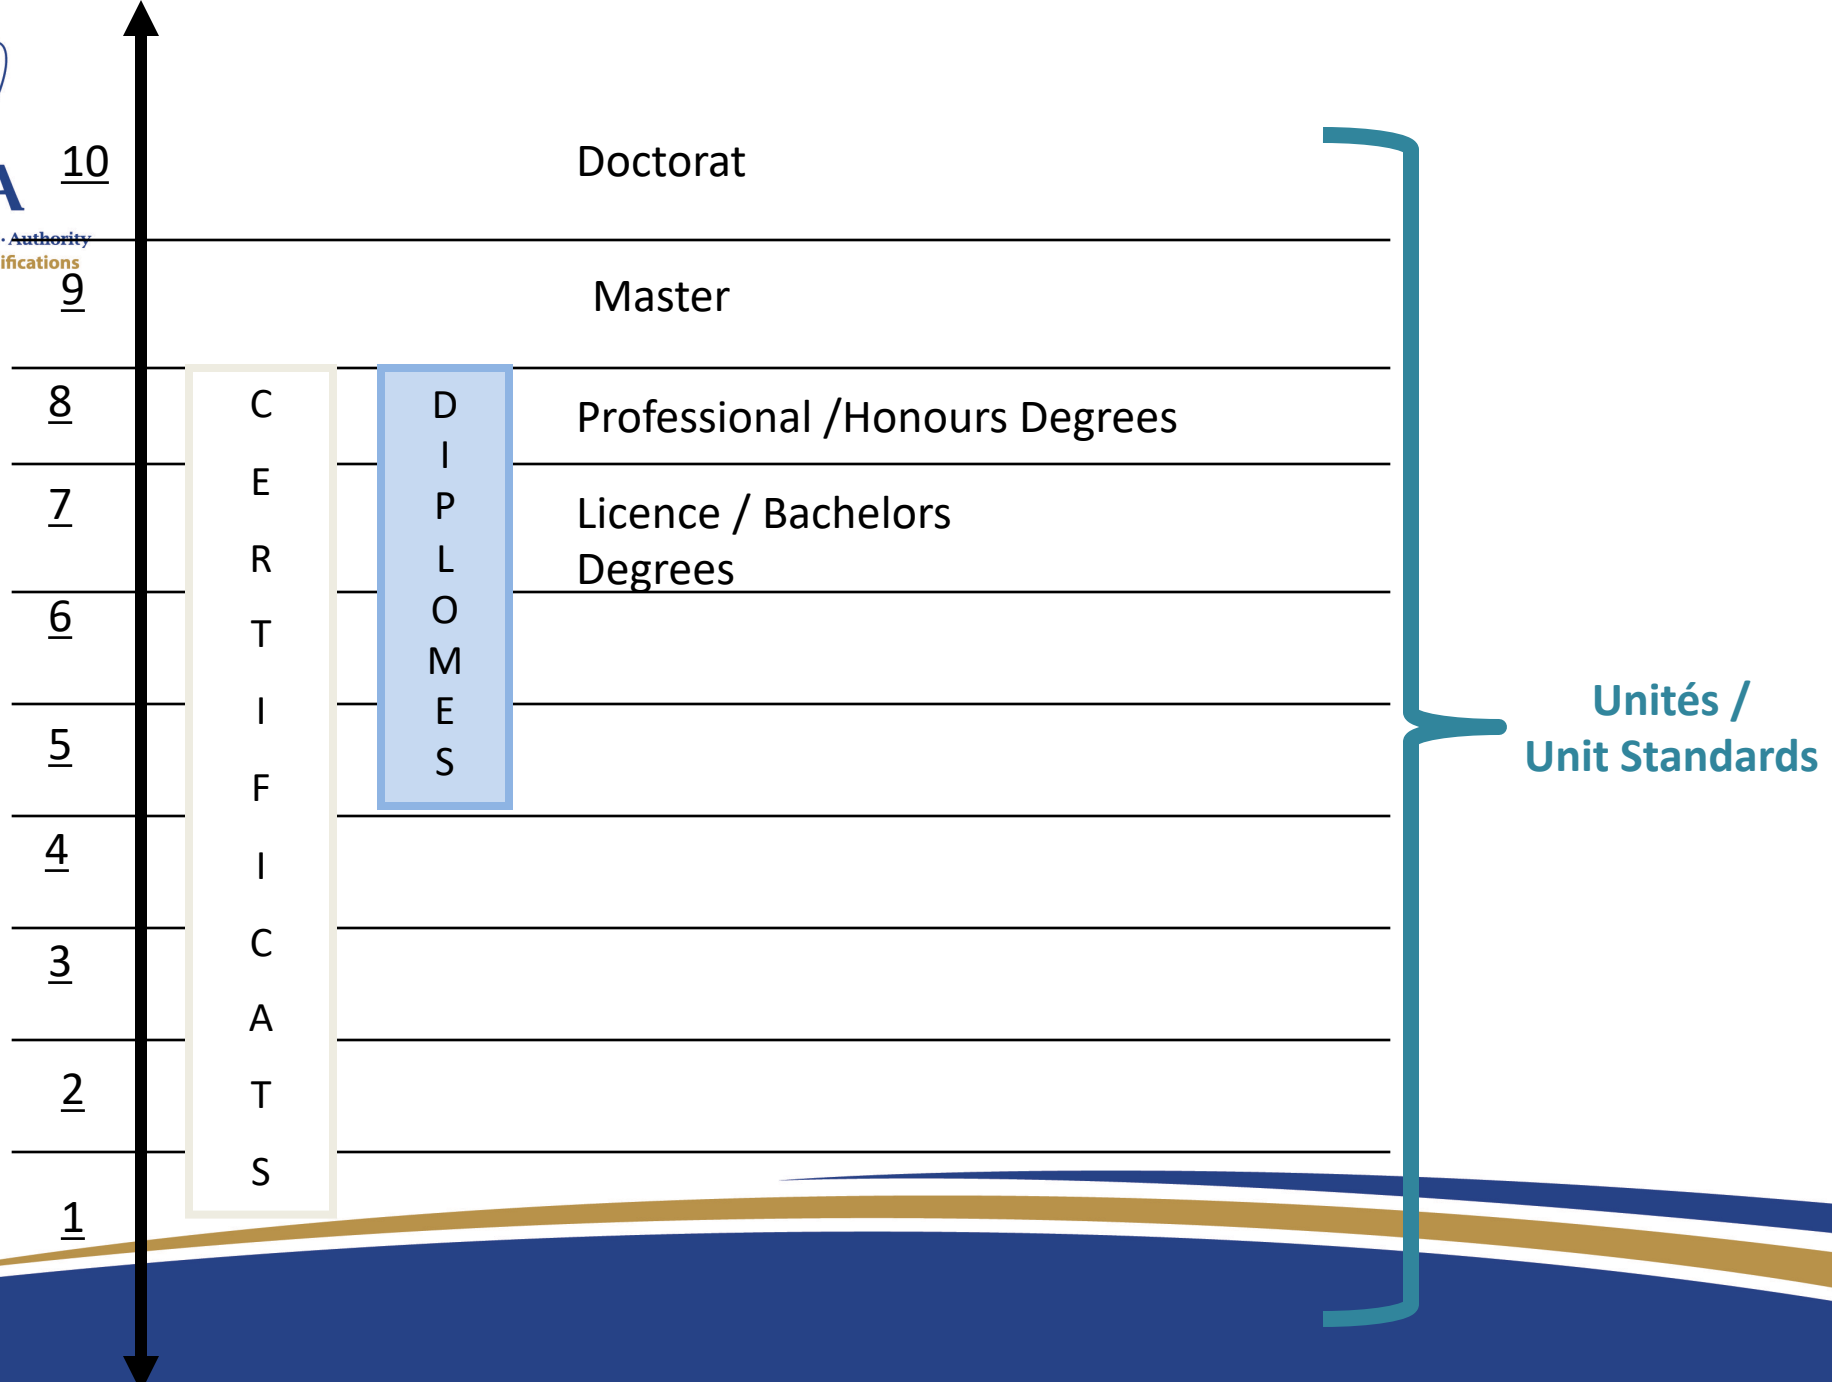 A
· Authority
ifications
10
Doctorat
9
Master
8
Professional /Honours Degrees
7
Licence / Bachelors
Degrees
6
5
4
3
2
1
C
E
R
T
I
F
I
C
A
T
S
D
I
P
L
O
M
E
S
Unités /
Unit Standards